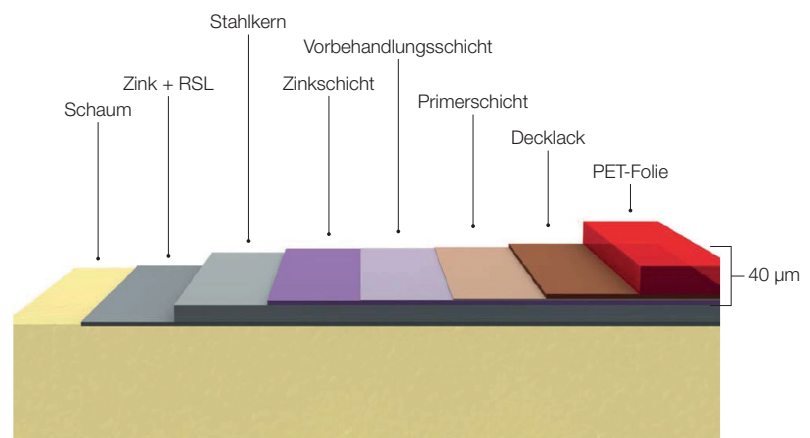 Schaum
Zink + RSL
Stahlkern
Zinkschicht
Vorbehandlungsschicht
Primerschicht
Decklack
PET-Folie
40 µm